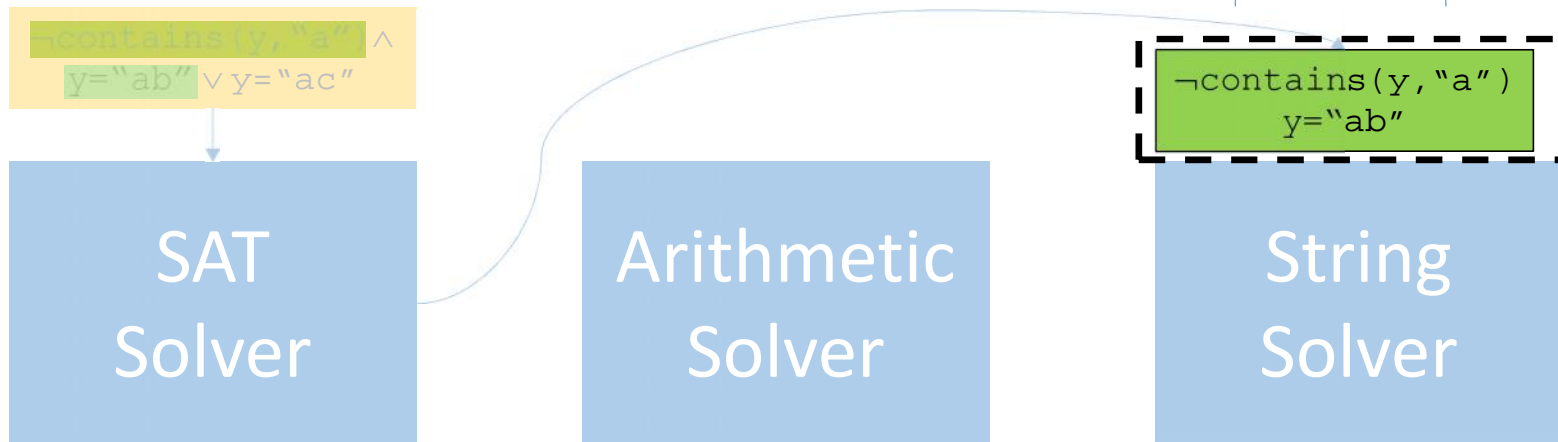 ¬contains(y,“a”)∧
y=“ab”∨y=“ac”
¬contains(y,“a”)
y=“ab”
SAT
Solver
Arithmetic
Solver
String
Solver